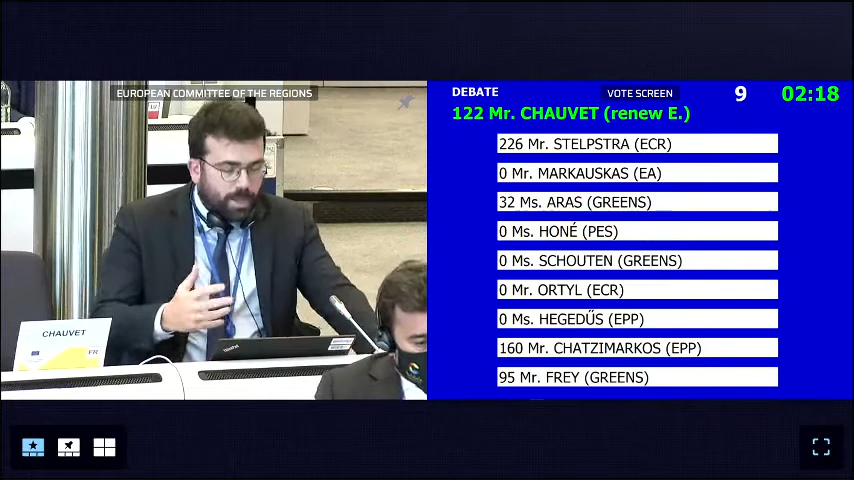 EUROPEAN COMMITTEE OF THE REGIONS
CHAUVET
FR
DEBATE
VOTE SCREEN
9
02:18
122 Mr. CHAUVET (renew E.)
226 Mr. STELPSTRA (ECR)
0 Mr. MARKAUSKAS (EA)
32 Ms. ARAS (GREENS)
0 Ms. HONÉ (PES)
0 Ms. SCHOUTEN (GREENS)
0 Mr. ORTYL (ECR)
0 Ms. HEGEDŰS (EPP)
160 Mr. CHATZIMARKOS (EPP)
95 Mr. FREY (GREENS)